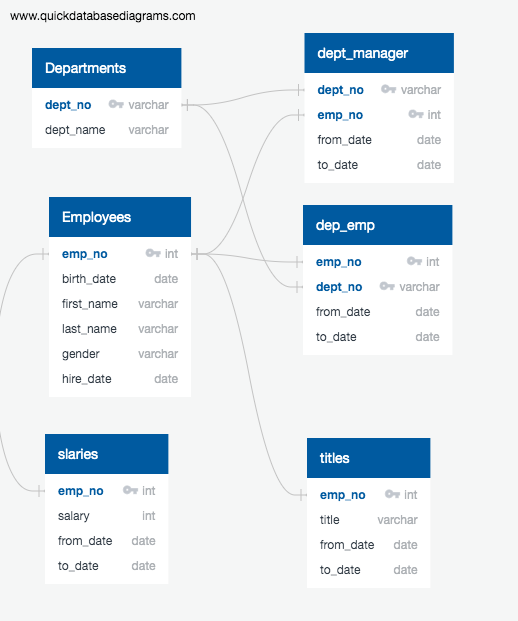 www.quickdatabasediagrams.com
Departments
dept_no varchar
dept_name varchar
dept_manager
dept_no varchar
emp_no int
from_date date
to_date date
Employees
emp_no int
birth_date date
first_name varchar
last_name varchar
gender varchar
hire_date date
dep_emp
emp_no int
dept_no varchar
from_date date
to_date date
slaries
emp_no int
salary int
from_date date
to_date date
titles
emp_no int
title varchar
from_date date
to_date date